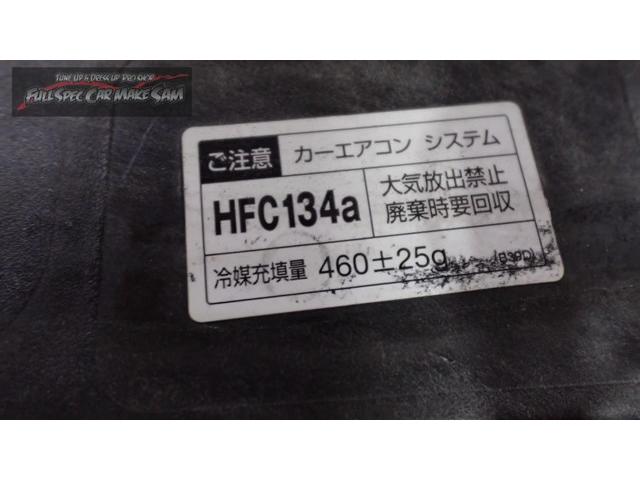 TUNE UP & DRESS UP PRO SHOP
FULLSPEC CAR MAKE SAM
ご注意 カーエアコン システム
HFC134a
大気放出禁止
廃棄時要回収
冷媒充填量 460±25g